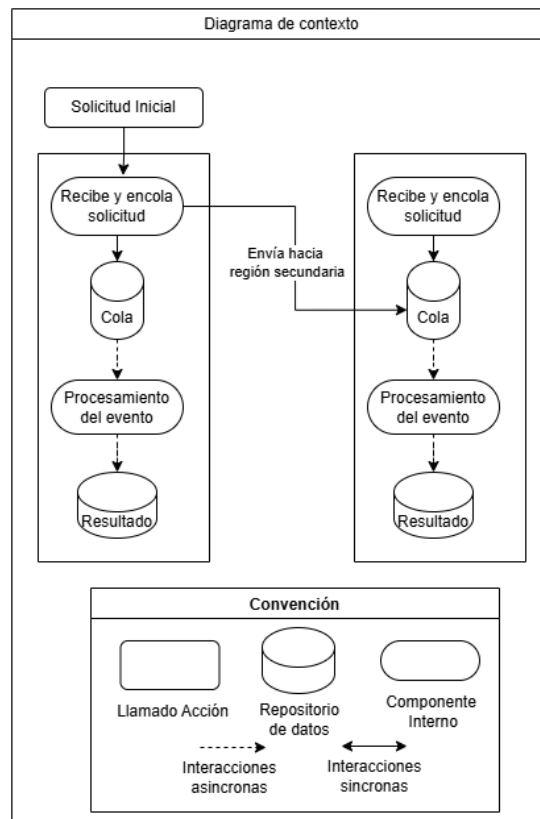 Diagrama de contexto
Solicitud Inicial
Recibe y encola
solicitud
Cola
Procesamiento
del evento
Resultado
Envía hacia
región secundaria
Recibe y encola
solicitud
Cola
Procesamiento
del evento
Resultado
Convención
Llamado Acción
Repositorio
de datos
Componente
Interno
Interacciones
asincronas
Interacciones
sincronas